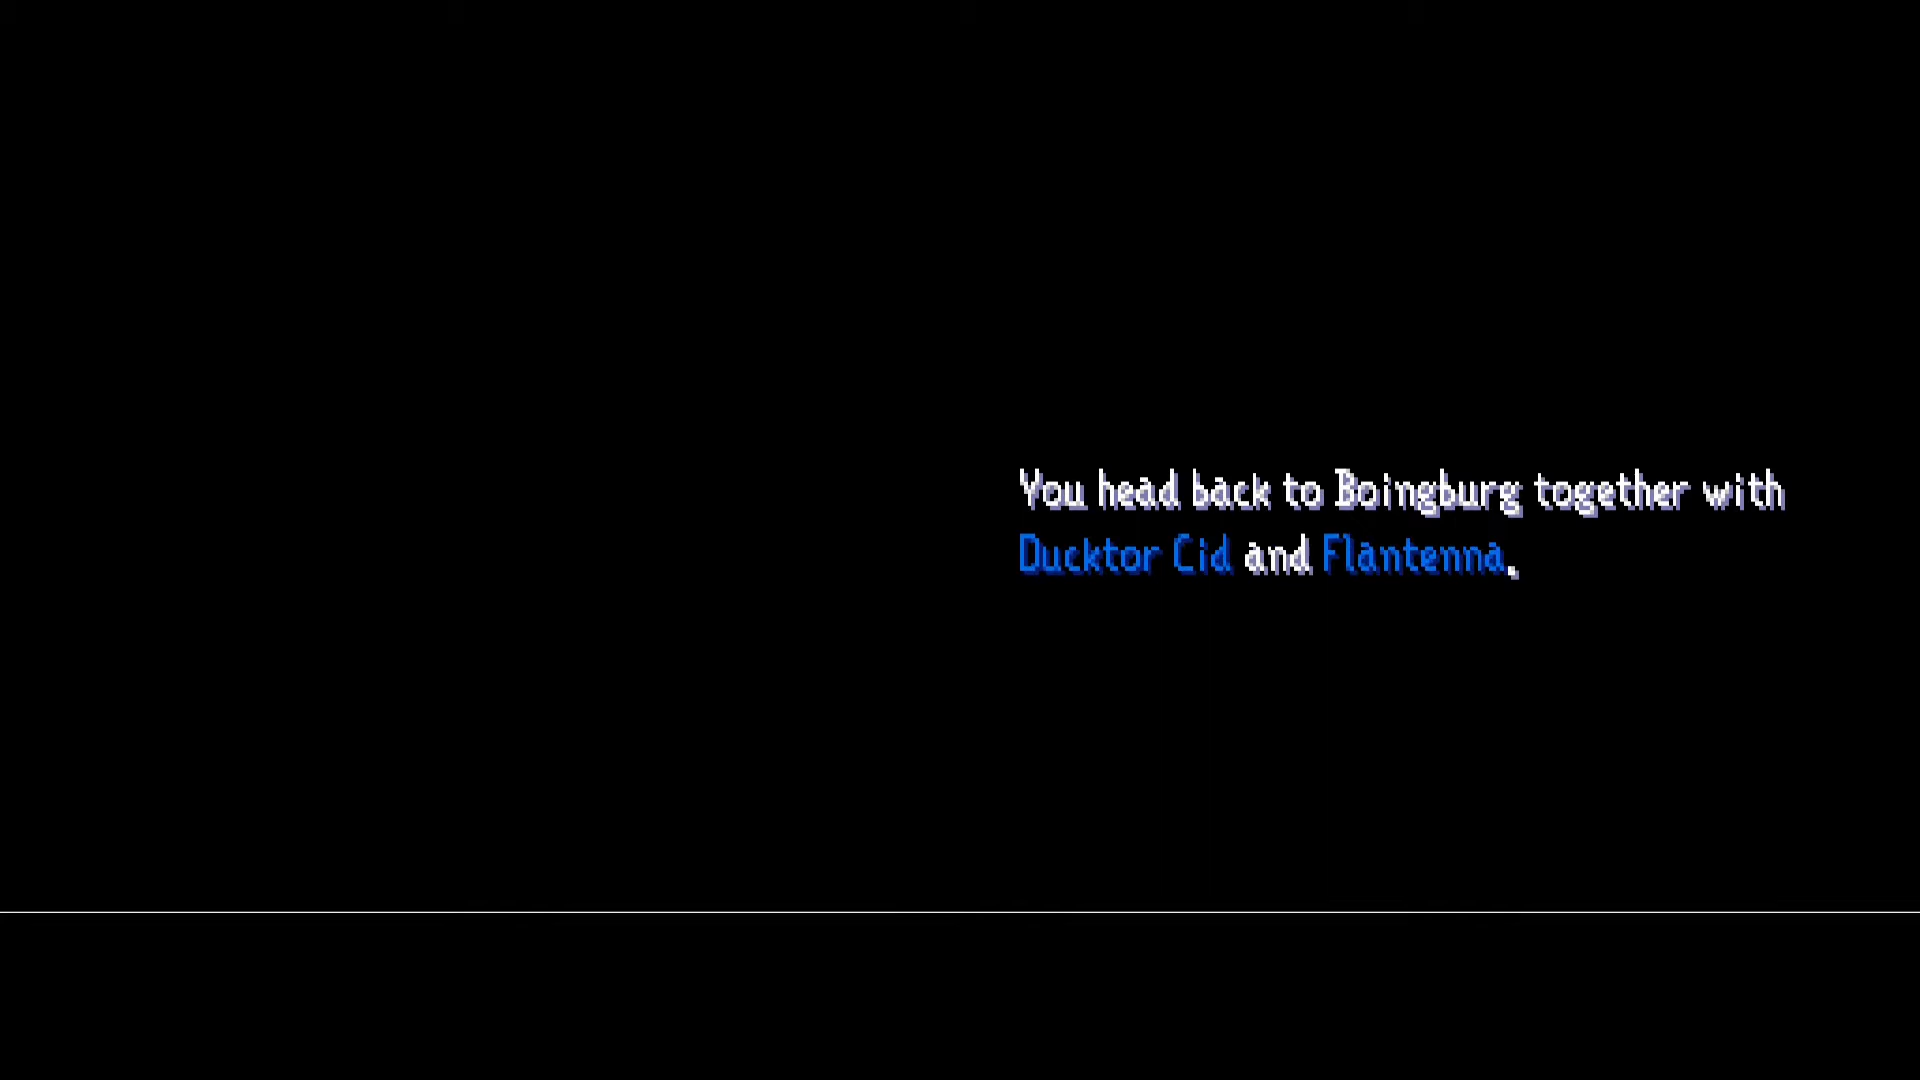 You head back to Boingburg together with
Ducktor Cid and Flantenna.